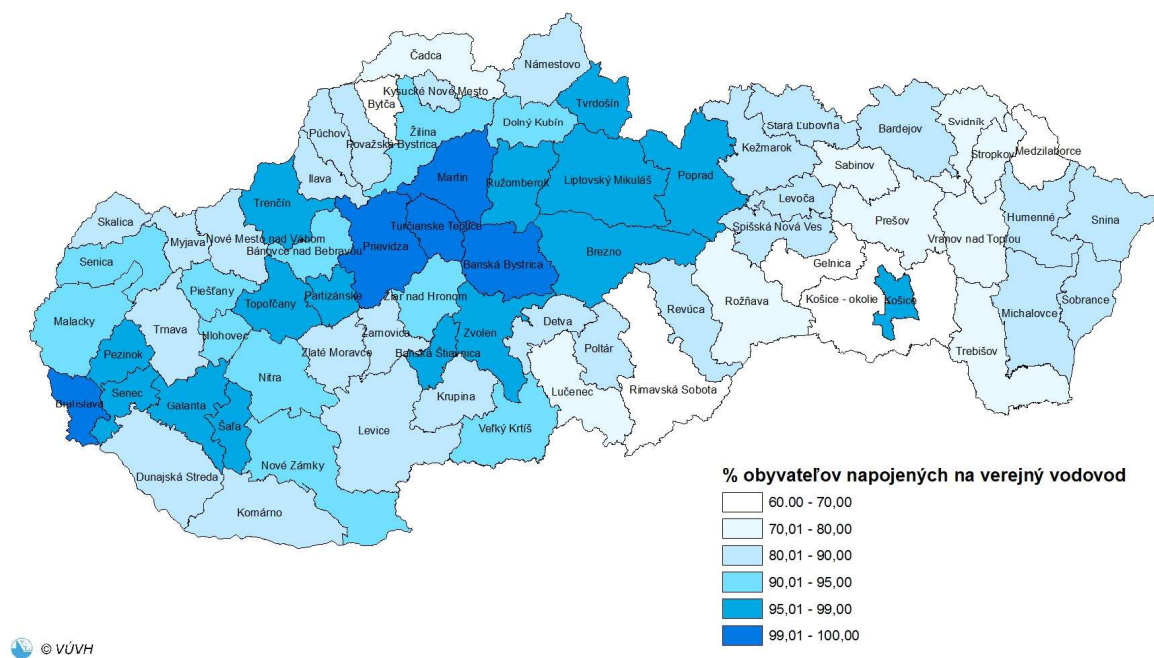 Čadca
Námestovo
Kysucké Nové Mesto
Bytča
Tvrdošín
Dolný Kubín
Púchov
Žilina
Považská Bystrica
Stará Ľubovňa
Bardejov
Svidník
Stropkov
Medzilaborce
Kežmarok
Sabinov
Ilava
Martin
Ružomberok
Liptovský Mikuláš
Poprad
Levoča
Trenčín
Prešov
Humenné
Snina
Skalica
Turčianske Teplice
Spišská Nová Ves
Myjava
Nové Mesto nad Váhom
Prievidza
Vranov nad Topľou
Bánovce nad Bebravou
Brezno
Senica
Banská Bystrica
Gelnica
Piešťany
Topoľčany
Partizánske
Žiar nad Hronom
Rožňava
Košice - okolie
Košice
Sobrance
Malacky
Revúca
Michalovce
Trnava
Hlohovec
Žarnovica
Zvolen
Detva
Zlaté Moravce
Banská Štiavnica
Poltár
Trebišov
Pezinok
Nitra
Rimavská Sobota
Senec
Galanta
Krupina
Lučenec
Bratislava
Šaľa
Levice
Veľký Krtíš
Nové Zámky
Dunajská Streda
Komárno
% obyvateľov napojených na verejný vodovod
60.00 - 70,00
70,01 - 80,00
80,01 - 90,00
90,01 - 95,00
95,01 - 99,00
99,01 - 100,00
© VÚVH